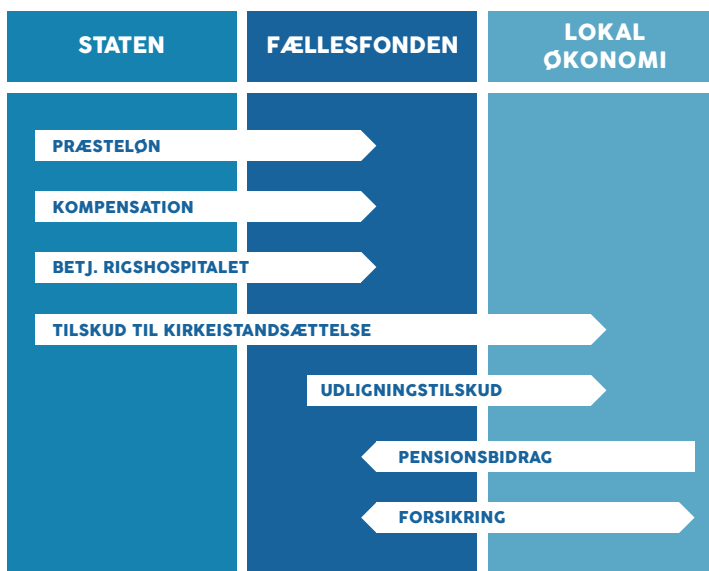 STATEN
FÆLLESFONDEN
LOKAL
ØKONOMI
PRÆSTELØN
KOMPENSATION
BETJ. RIGSHOSPITALET
TILSKUD TIL KIRKEISTANDSÆTTELSE
UDLIGNINGSTILSKUD
PENSIONSBIDRAG
FORSIKRING